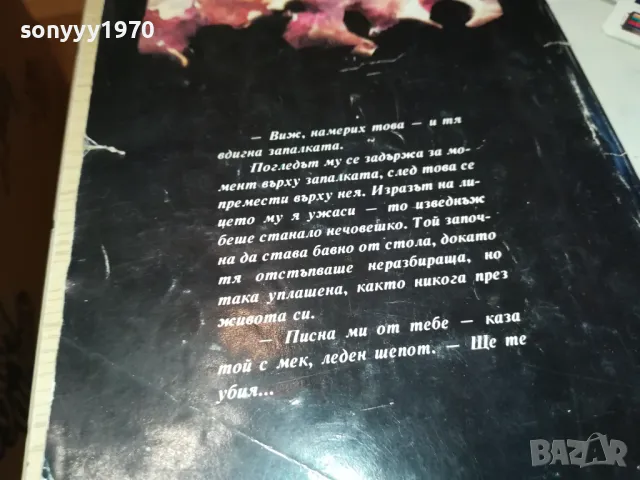 sonyyy1970
— Виж, намерих това — и тя
вдигна запалката.
Погледът му се задържа за мо-
мент върху запалката, след това се
премести върху нея. Изразът на ли-
цето му я ужаси — то изведнъж
беше станало нечовешко. Той започ-
на да става бавно от стола, докато
тя отстъпваше неразбираща, но
така уплашена, както никога през
живота си.
— Писна ми от тебе — каза
той с мек, леден шепот. — Ще те
убия...
BAZAR